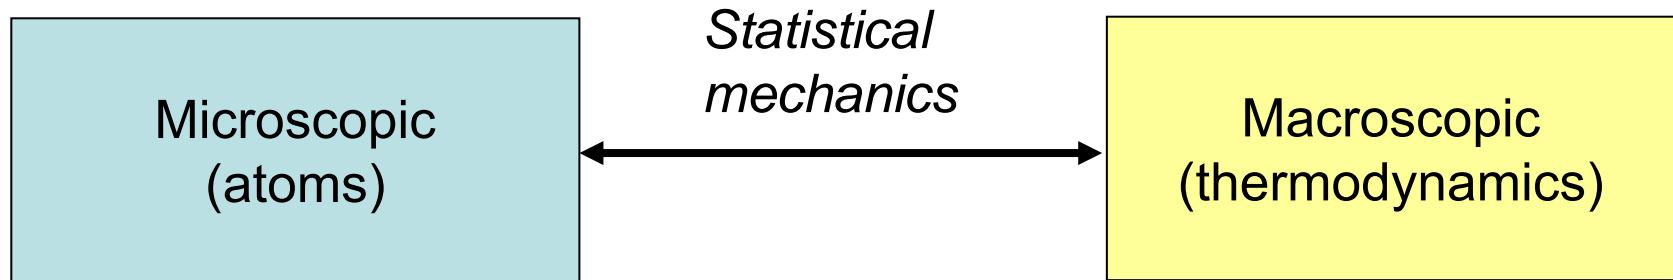 Microscopic
(atoms)
Statistical
mechanics
Macroscopic
(thermodynamics)